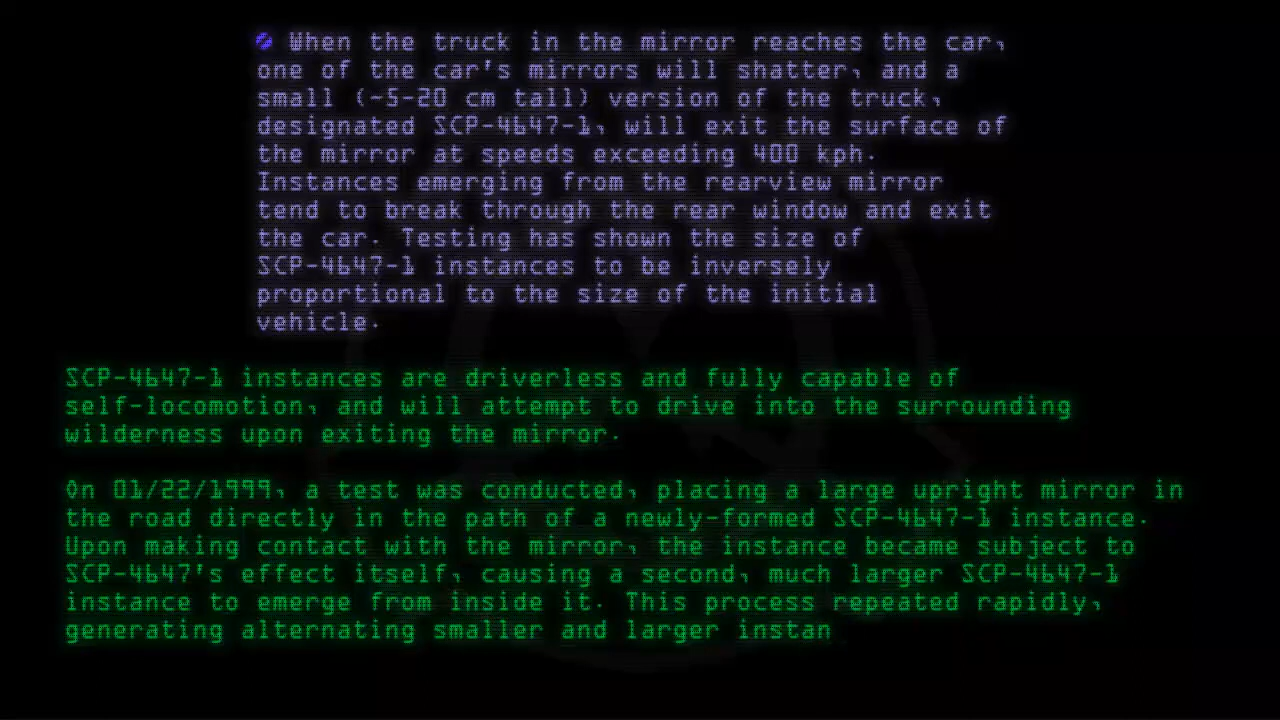 When the truck in the mirror reaches the car,
one of the car's mirrors will shatter, and a
small (~5-20 cm tall) version of the truck,
designated SCP-4647-1, will exit the surface of
the mirror at speeds exceeding 400 kph.
Instances emerging from the rearview mirror
tend to break through the rear window and exit
the car. Testing has shown the size of
SCP-4647-1 instances to be inversely
proportional to the size of the initial
vehicle.
SCP-4647-1 instances are driverless and fully capable of
self-locomotion, and will attempt to drive into the surrounding
wilderness upon exiting the mirror.
On 01/22/1999, a test was conducted, placing a large upright mirror in
the road directly in the path of a newly-formed SCP-4647-1 instance.
Upon making contact with the mirror, the instance became subject to
SCP-4647's effect itself, causing a second, much larger SCP-4647-1
instance to emerge from inside it. This process repeated rapidly,
generating alternating smaller and larger instan